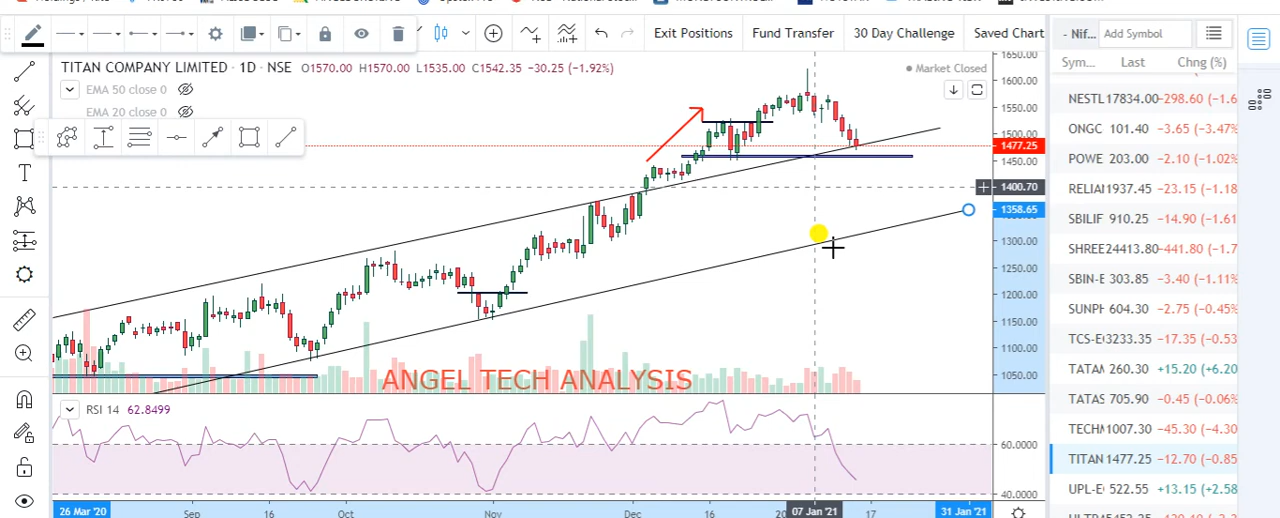 Exit Positions Fund Transfer 30 Day Challenge Saved Chart
- Nif Add Symbol
TITAN COMPANY LIMITED · 1D · NSE O1570.00 H1570.00 L1535.00 C1542.35 -30.25 (-1.92%)
Market Closed
Sym... Last Chng (%)
EMA 50 close 0
EMA 20 close 0
1650.00
1600.00
1550.00
1500.00
1477.25
1450.00
1400.70
1358.65
1300.00
1250.00
1200.00
1150.00
1100.00
1050.00
ANGEL TECH ANALYSIS
RSI 14 62.8499
60.0000
40.0000
26 Mar '20 Sep 16 Oct Nov Dec 16 20 07 Jan '21 17 31 Jan '21
NESTL 17834.00 -298.60 (-1.6
ONGC 101.40 -3.65 (-3.47%
POWE 203.00 -2.10 (-1.02%
RELIA 1937.45 -23.15 (-1.18
SBILIF 910.25 -14.90 (-1.61
SHREE 24413.80 -441.80 (-1.7
SBIN-E 303.85 -3.40 (-1.11%
SUNPH 604.30 -2.75 (-0.45%
TCS-E 3233.35 -17.35 (-0.53
TATAM 260.30 +15.20 (+6.20
TATAS 705.90 -0.45 (-0.06%
TECHM 1007.30 -45.30 (-4.30
TITAN 1477.25 -12.70 (-0.85
UPL-E 522.55 +13.15 (+2.58